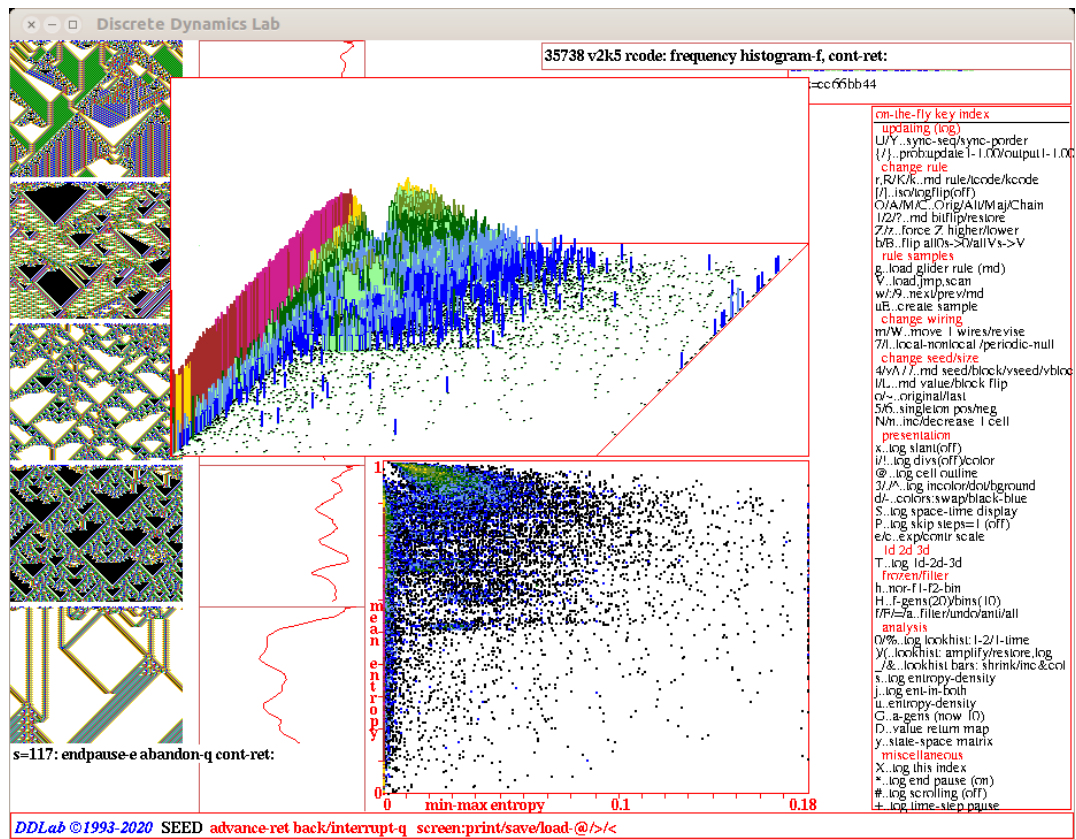 Discrete Dynamics Lab
35738 v2k5 rcode: frequency histogram-f, cont-ret:
=cc66bb44
on-the-fly key index
updating (tog)
U/Y..sync-seq/sync-porder
{/}..prob:update 1-1.00/output 1-1.00
change rule
r,R/K/k..rnd rule/tcode/kcode
[/]..iso/togflip(off)
O/A/M/C..Orig/Alt/Maj/Chain
1/2/?..rnd bitflip/restore
Z/z..force Z higher/lower
b/B..flip all0s->0/allVs->V
rule samples
g..load glider rule (rnd)
V..load,jmp,scan
w/:/9..next/prev/rnd
uE..create sample
change wiring
m/W..move 1 wires/revise
7/l..local-nonlocal /periodic-null
change seed/size
rnd seed/block/vseed/vbloc
l/L..rnd value/block flip
o/~..original/last
5/6..singleton pos/neg
N/n..inc/decrease 1 cell
presentation
x..tog slant(off)
i/!..tog divs(off)/color
@..tog cell outline
3/./^..tog incolor/dot/bground
d/-..colors:swap/black-blue
S..tog space-time display
P..tog skip steps=1 (off)
e/c..exp/contr scale
1d 2d 3d
T..tog 1d-2d-3d
frozen/filter
h..nor-f1-f2-bin
H..f-gens(20)/bins(10)
f/F/=/a..filter/undo/anti/all
analysis
0/%..tog lookhist: 1-2/1-time
)/(..lookhist: amplify/restore,tog
_/&..lookhist bars: shrink/inc &col
s..tog entropy-density
j..tog ent-in-both
u..entropy-density
G..a-gens (now 10)
D..value return map
y..state-space matrix
miscellaneous
X..tog this index
*..tog end pause (on)
#..tog scrolling (off)
+..tog time-step pause
1
mean entropy
0
0
min-max entropy
0.1
0.18
s=117: endpause-e abandon-q cont-ret:
DDLab ©1993-2020 SEED advance-ret back/interrupt-q screen:print/save/load-@/>/<